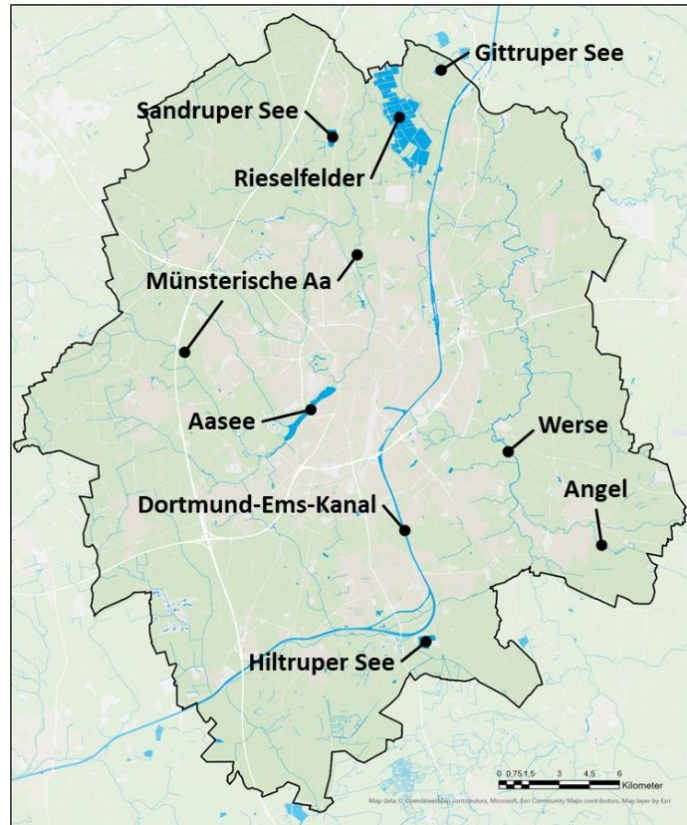 Gittruper See
Sandruper See
Rieselfelder
Münsterische Aa
Aasee
Werse
Angel
Dortmund-Ems-Kanal
Hiltruper See
0 0,75 1,5 3 4,5 6
Kilometer
Map data © OpenStreetMap contributors, Microsoft, Esri Community Maps contributors, Map layer by Esri